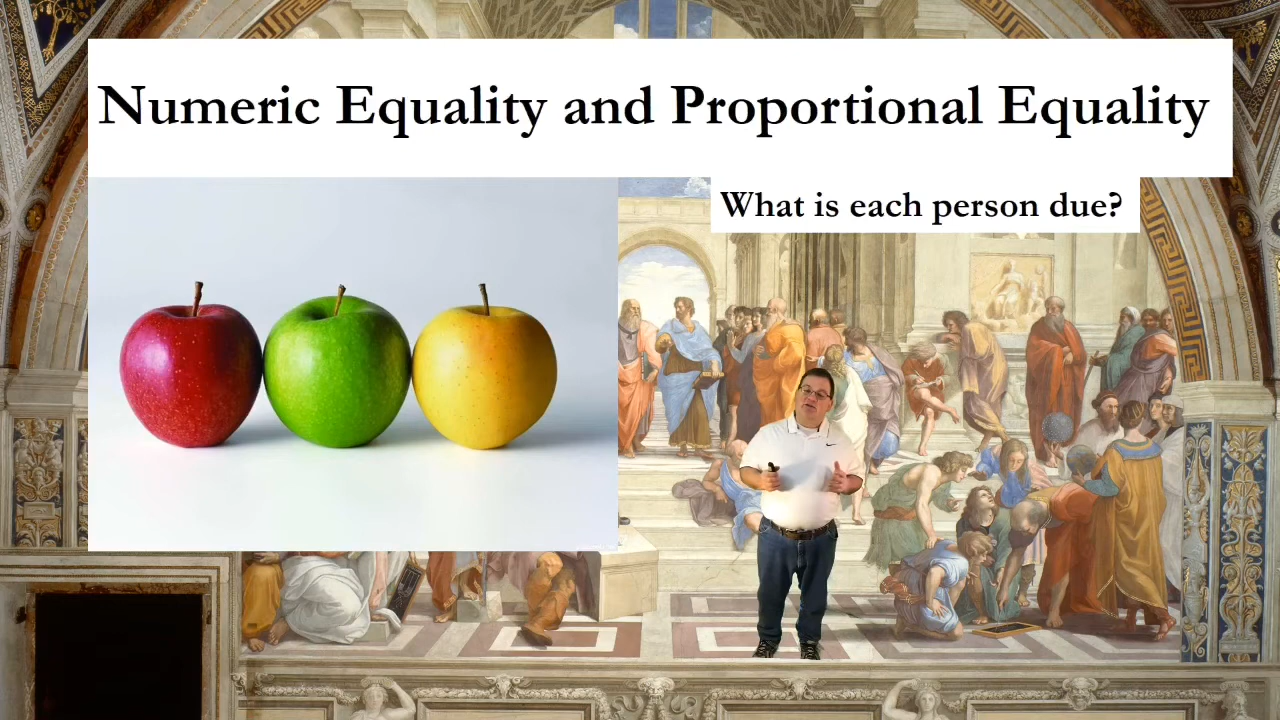 Numeric Equality and Proportional Equality
What is each person due?